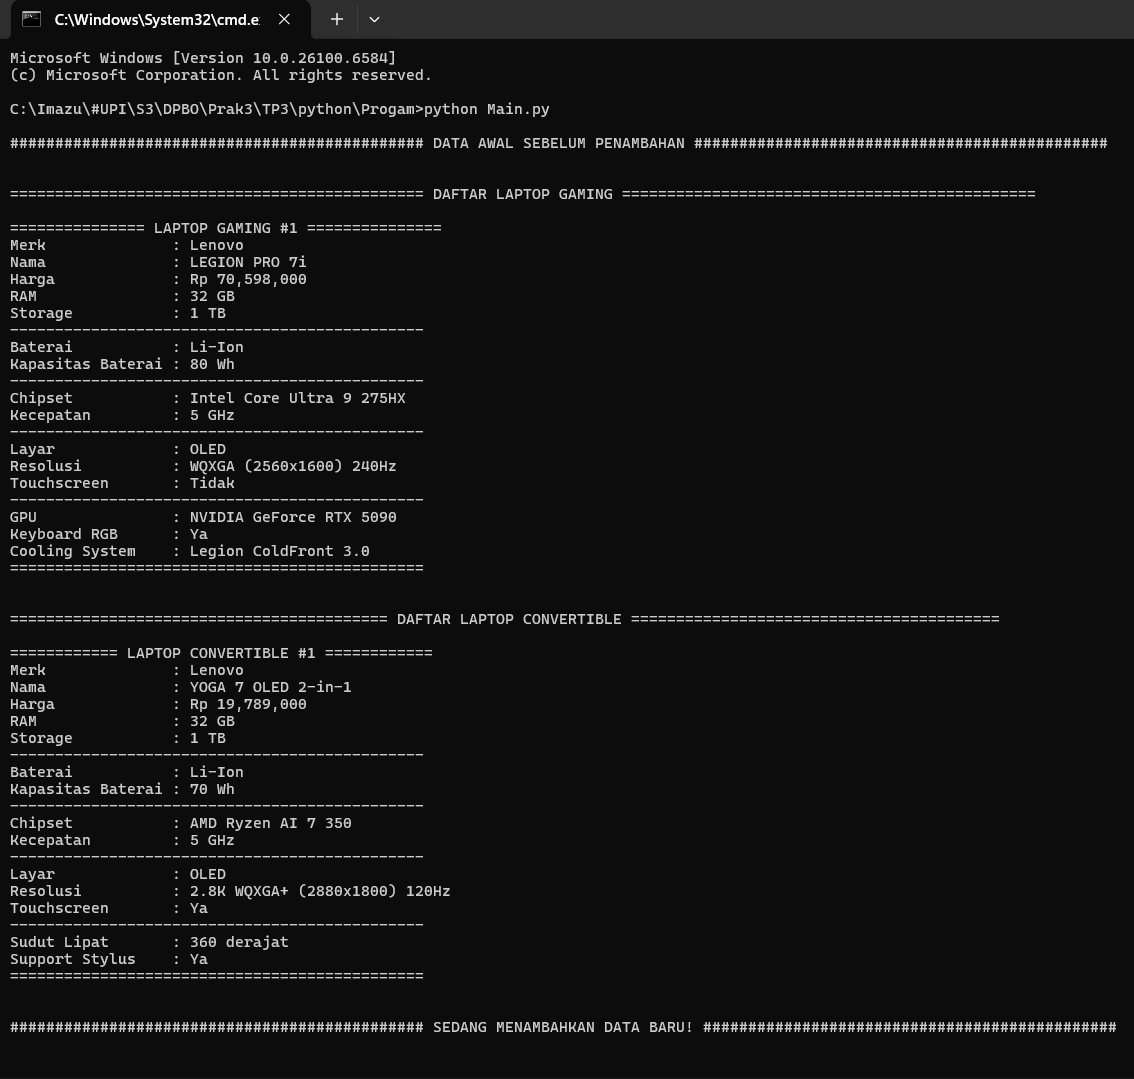 C:\Windows\System32\cmd.e
Microsoft Windows [Version 10.0.26100.6584]
(c) Microsoft Corporation. All rights reserved.
C:\Imazu\#UPI\S3\DPBO\Prak3\TP3\python\Progam>python Main.py
############################################## DATA AWAL SEBELUM PENAMBAHAN ##############################################
============================================== DAFTAR LAPTOP GAMING ==============================================
=============== LAPTOP GAMING #1 ===============
Merk              : Lenovo
Nama              : LEGION PRO 7i
Harga             : Rp 70,598,000
RAM               : 32 GB
Storage           : 1 TB
----------------------------------------------
Baterai           : Li-Ion
Kapasitas Baterai : 80 Wh
----------------------------------------------
Chipset           : Intel Core Ultra 9 275HX
Kecepatan         : 5 GHz
----------------------------------------------
Layar             : OLED
Resolusi          : WQXGA (2560x1600) 240Hz
Touchscreen       : Tidak
----------------------------------------------
GPU               : NVIDIA GeForce RTX 5090
Keyboard RGB      : Ya
Cooling System    : Legion ColdFront 3.0
==============================================
========================================== DAFTAR LAPTOP CONVERTIBLE =========================================
============ LAPTOP CONVERTIBLE #1 ============
Merk              : Lenovo
Nama              : YOGA 7 OLED 2-in-1
Harga             : Rp 19,789,000
RAM               : 32 GB
Storage           : 1 TB
----------------------------------------------
Baterai           : Li-Ion
Kapasitas Baterai : 70 Wh
----------------------------------------------
Chipset           : AMD Ryzen AI 7 350
Kecepatan         : 5 GHz
----------------------------------------------
Layar             : OLED
Resolusi          : 2.8K WQXGA+ (2880x1800) 120Hz
Touchscreen       : Ya
----------------------------------------------
Sudut Lipat       : 360 derajat
Support Stylus    : Ya
==============================================
############################################## SEDANG MENAMBAHKAN DATA BARU! ##############################################